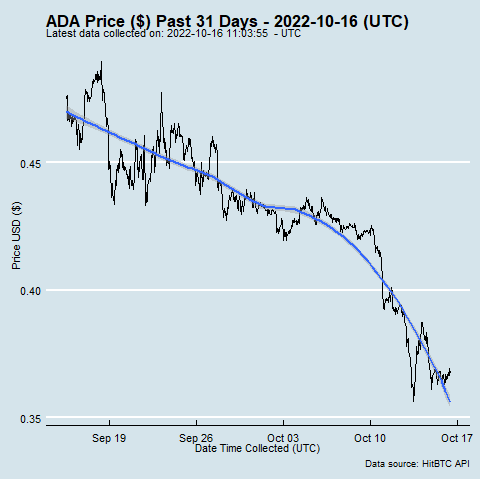 ADA Price ($) Past 31 Days - 2022-10-16 (UTC)
Latest data collected on: 2022-10-16 11:03:55 - UTC
0.45
Price USD ($)
0.40
0.35
Sep 19 Sep 26 Oct 03 Oct 10 Oct 17
Date Time Collected (UTC)
Data source: HitBTC API